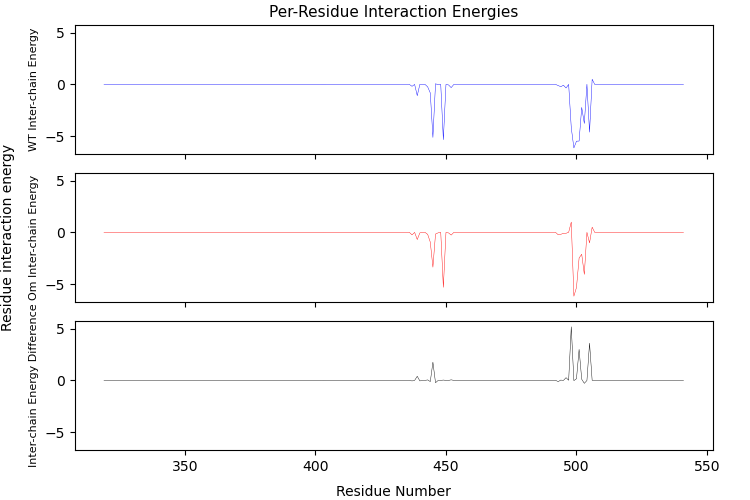 Per-Residue Interaction Energies
Residue interaction energy
WT Inter-chain Energy
5
0
−5
Om Inter-chain Energy
5
0
−5
Inter-chain Energy Difference
5
0
−5
350
400
450
500
550
Residue Number